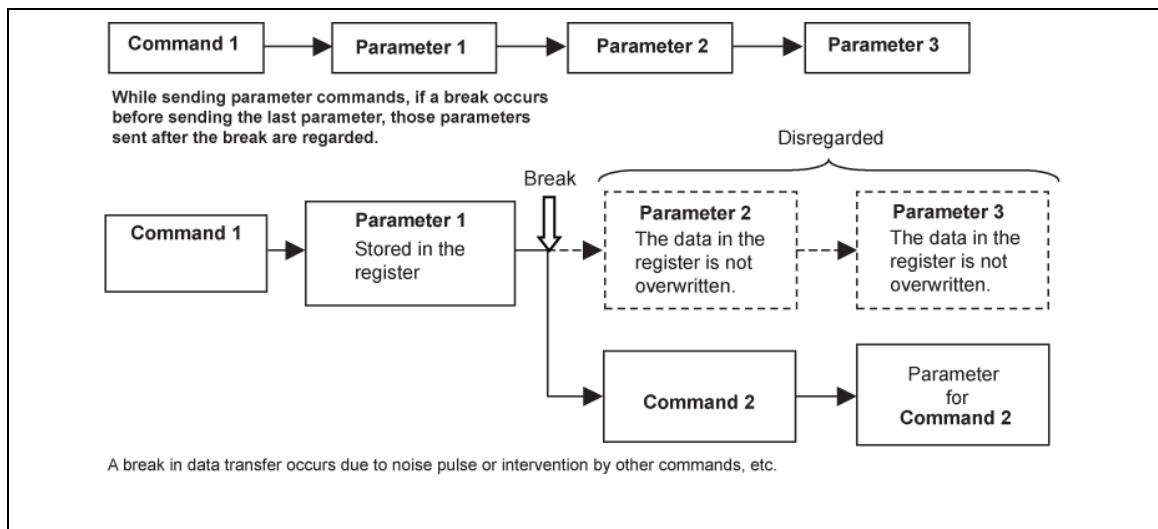 Command 1
Parameter 1
Parameter 2
Parameter 3
While sending parameter commands, if a break occurs
before sending the last parameter, those parameters
sent after the break are regarded.
Disregarded
Break
Command 1
Parameter 1
Stored in the
register
Parameter 2
The data in the
register is not
overwritten.
Parameter 3
The data in the
register is not
overwritten.
Command 2
Parameter
for
Command 2
A break in data transfer occurs due to noise pulse or intervention by other commands, etc.